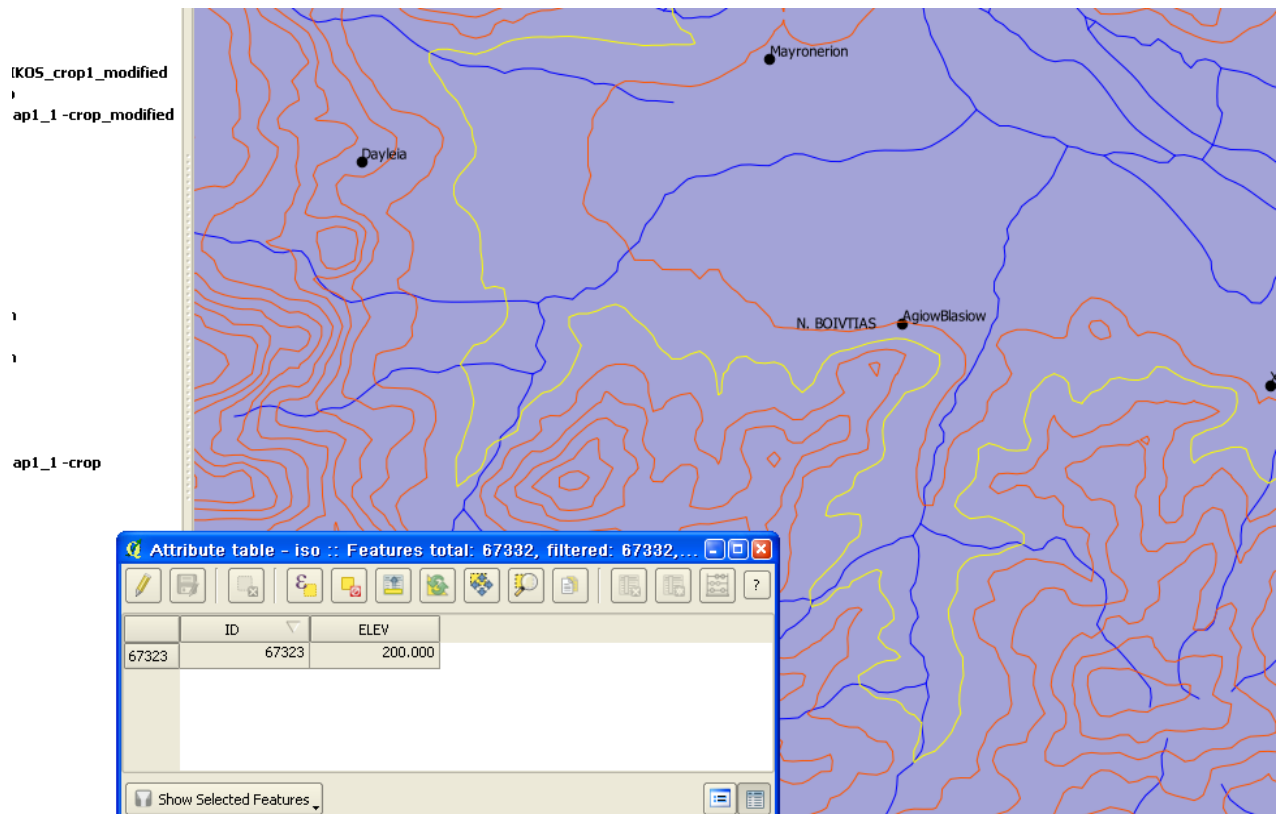 IKOS_crop1_modified
ap1_1 -crop_modified
Mayronerion
Dayleia
N. BOIVTIAS
AgiowBlasiow
ap1_1 -crop
Attribute table - iso :: Features total: 67332, filtered: 67332,...
?
ID ELEV
67323 67323 200.000
Show Selected Features